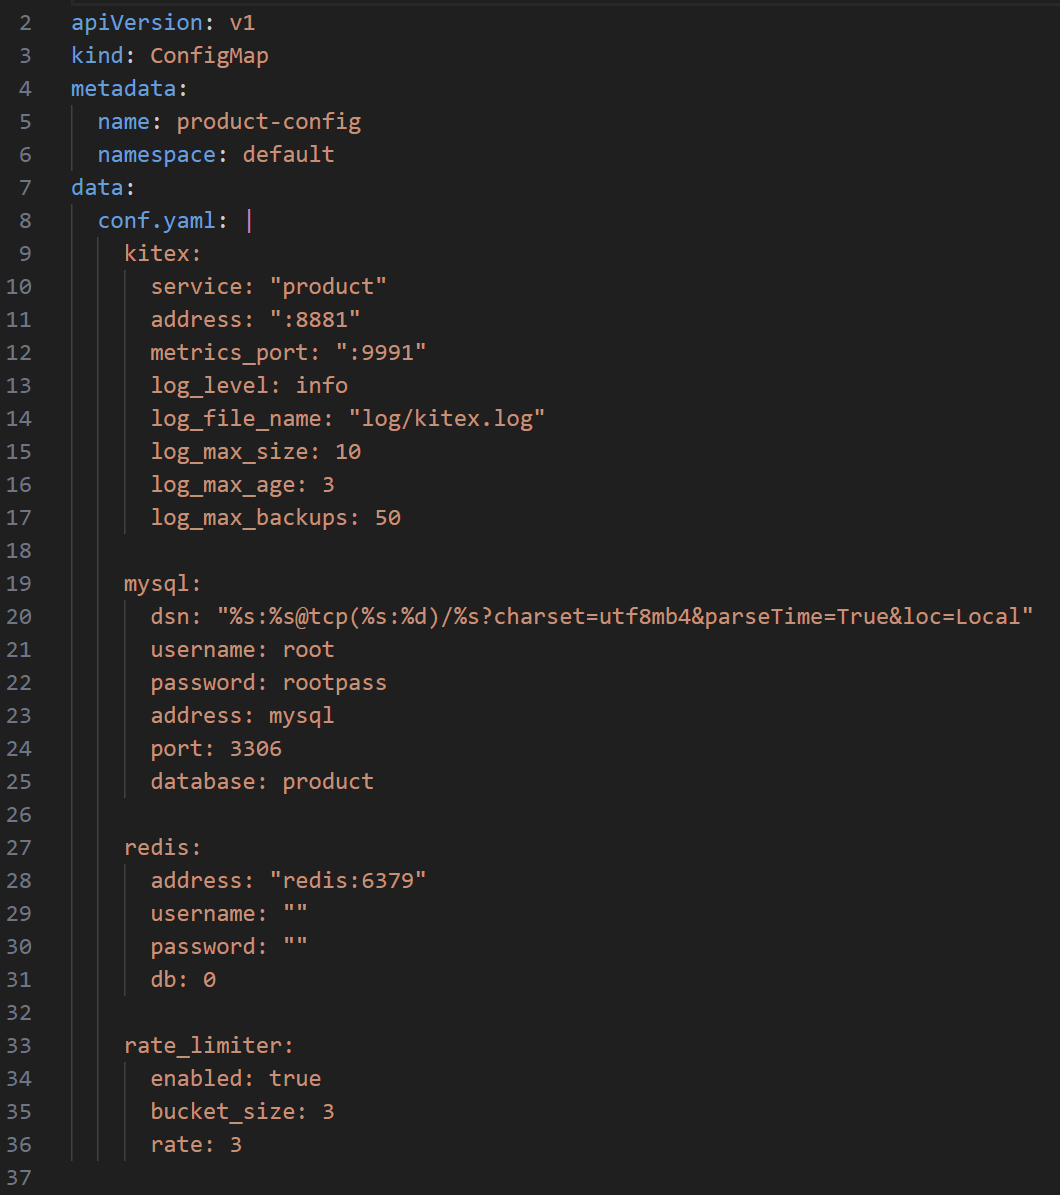 2 apiVersion: v1
3 kind: ConfigMap
4 metadata:
5   name: product-config
6   namespace: default
7 data:
8   conf.yaml: |
9     kitex:
10       service: "product"
11       address: ":8881"
12       metrics_port: ":9991"
13       log_level: info
14       log_file_name: "log/kitex.log"
15       log_max_size: 10
16       log_max_age: 3
17       log_max_backups: 50
18
19     mysql:
20       dsn: "%s:%s@tcp(%s:%d)/%s?charset=utf8mb4&parseTime=True&loc=Local"
21       username: root
22       password: rootpass
23       address: mysql
24       port: 3306
25       database: product
26
27     redis:
28       address: "redis:6379"
29       username: ""
30       password: ""
31       db: 0
32
33     rate_limiter:
34       enabled: true
35       bucket_size: 3
36       rate: 3
37